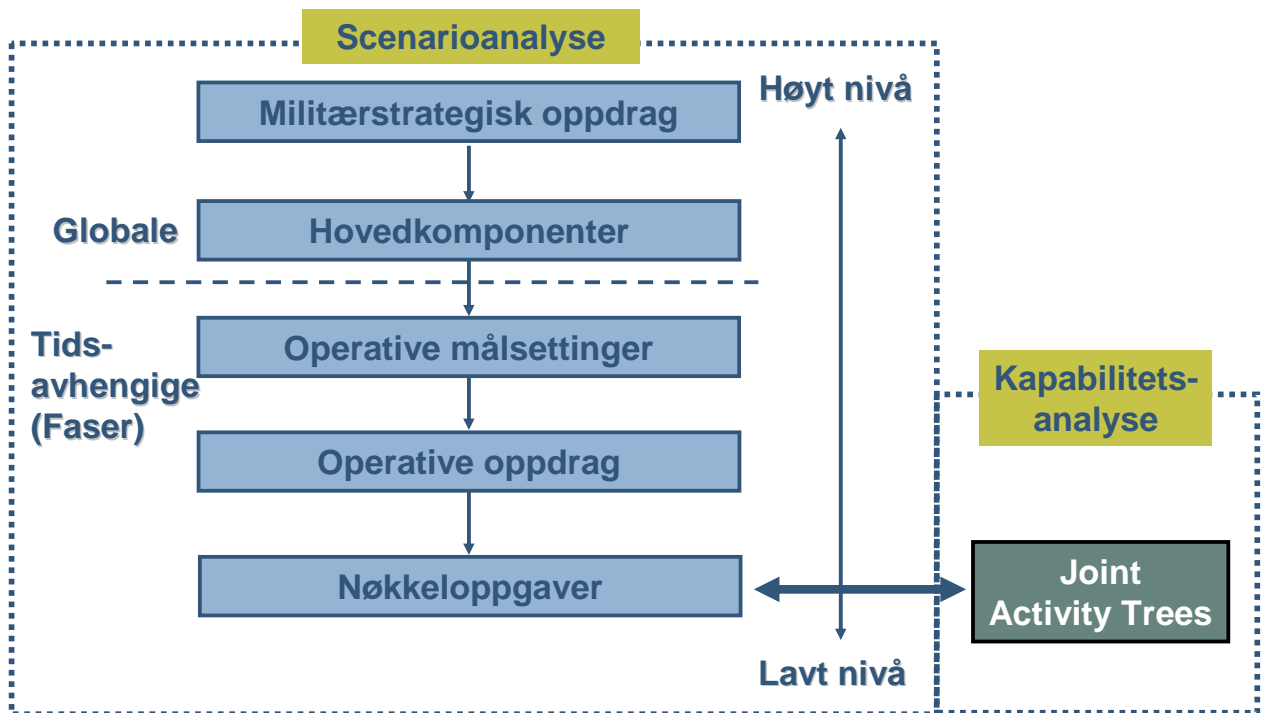 Scenarioanalyse
Militærstrategisk oppdrag
Høyt nivå
Globale
Hovedkomponenter
Tids-
avhengige
(Faser)
Operative målsettinger
Operative oppdrag
Nøkkeloppgaver
Lavt nivå
Kapabilitets-
analyse
Joint
Activity Trees